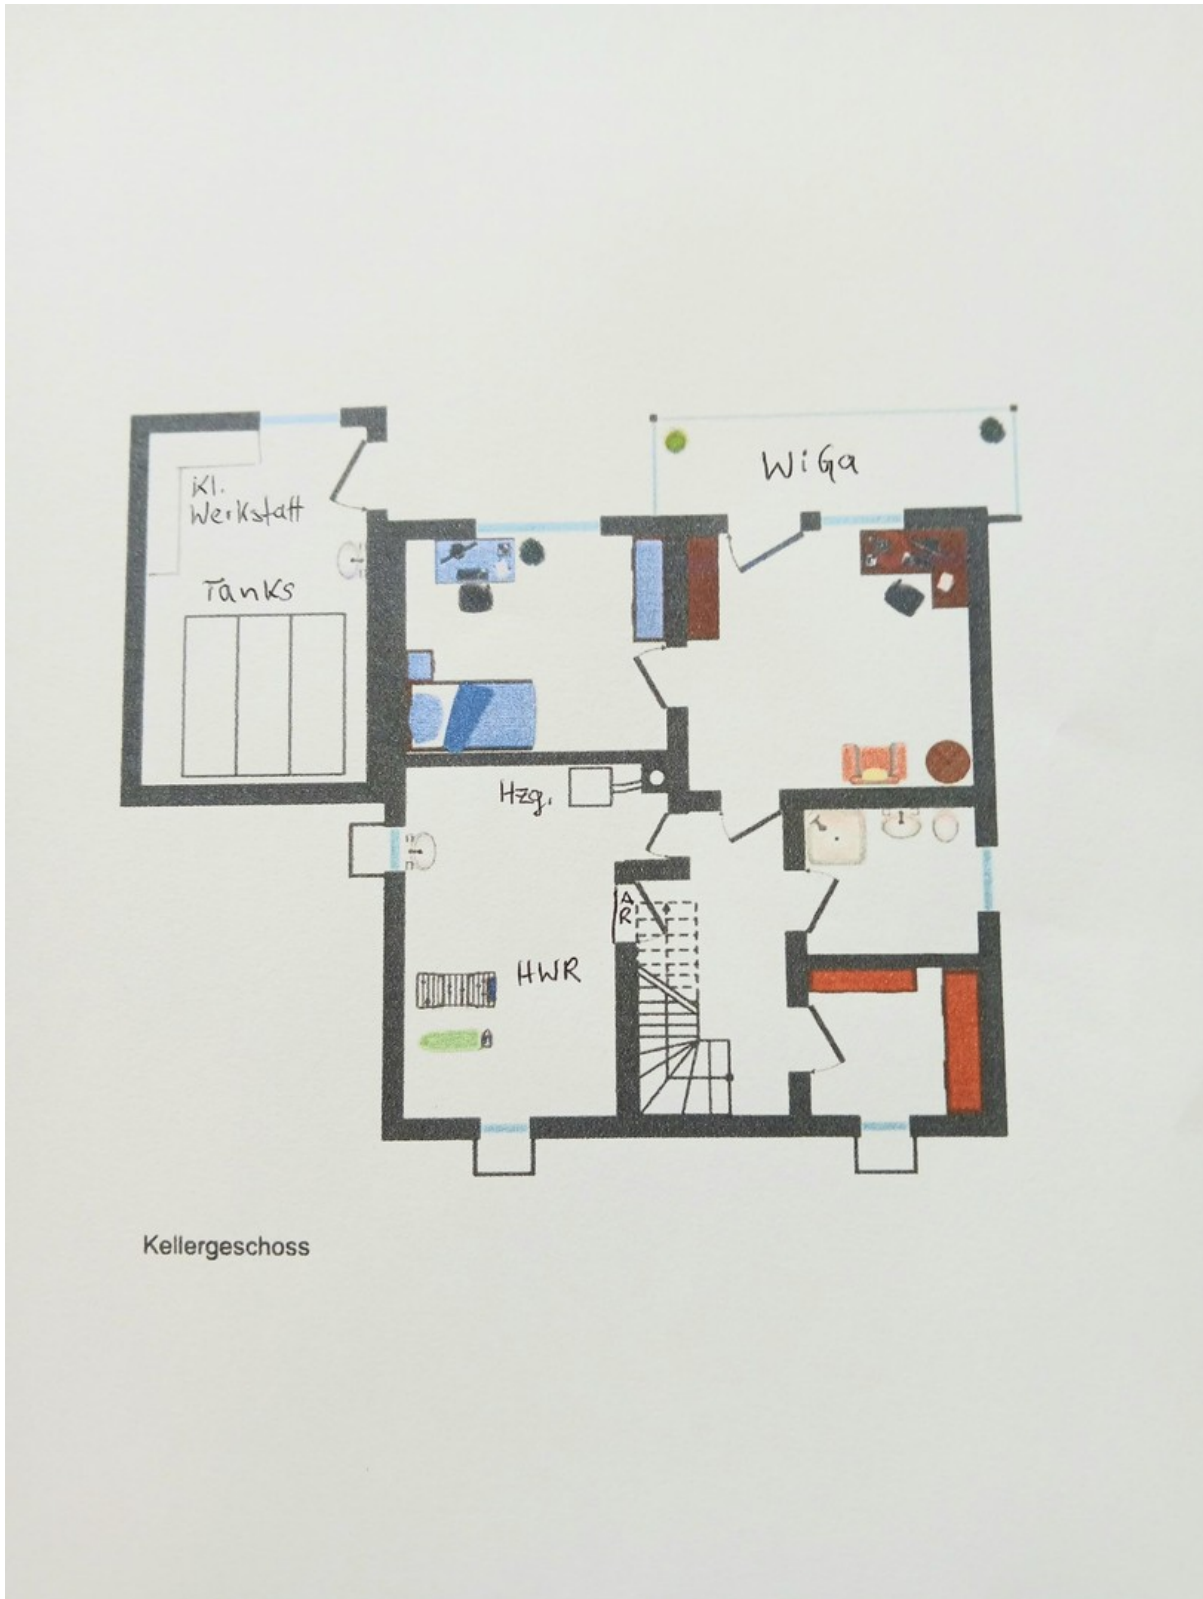 WiGa
Kl.
Werkstatt
Tanks
Hzg.
A
R
HWR
Kellergeschoss